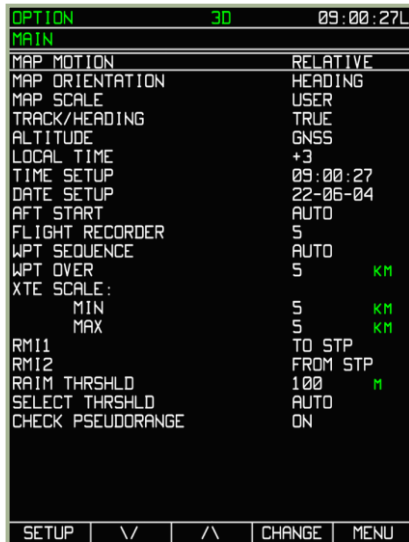 OPTION 3D 09:00:27L
MAIN
MAP MOTION RELATIVE
MAP ORIENTATION HEADING
MAP SCALE USER
TRACK/HEADING TRUE
ALTITUDE GNSS
LOCAL TIME +3
TIME SETUP 09:00:27
DATE SETUP 22-06-04
AFT START AUTO
FLIGHT RECORDER 5
WPT SEQUENCE AUTO
WPT OVER 5 KM
XTE SCALE:
MIN 5 KM
MAX 5 KM
RMI1 TO STP
RMI2 FROM STP
RAIM THRSHLD 100 M
SELECT THRSHLD AUTO
CHECK PSEUDORANGE ON
SETUP \/ /\ CHANGE MENU